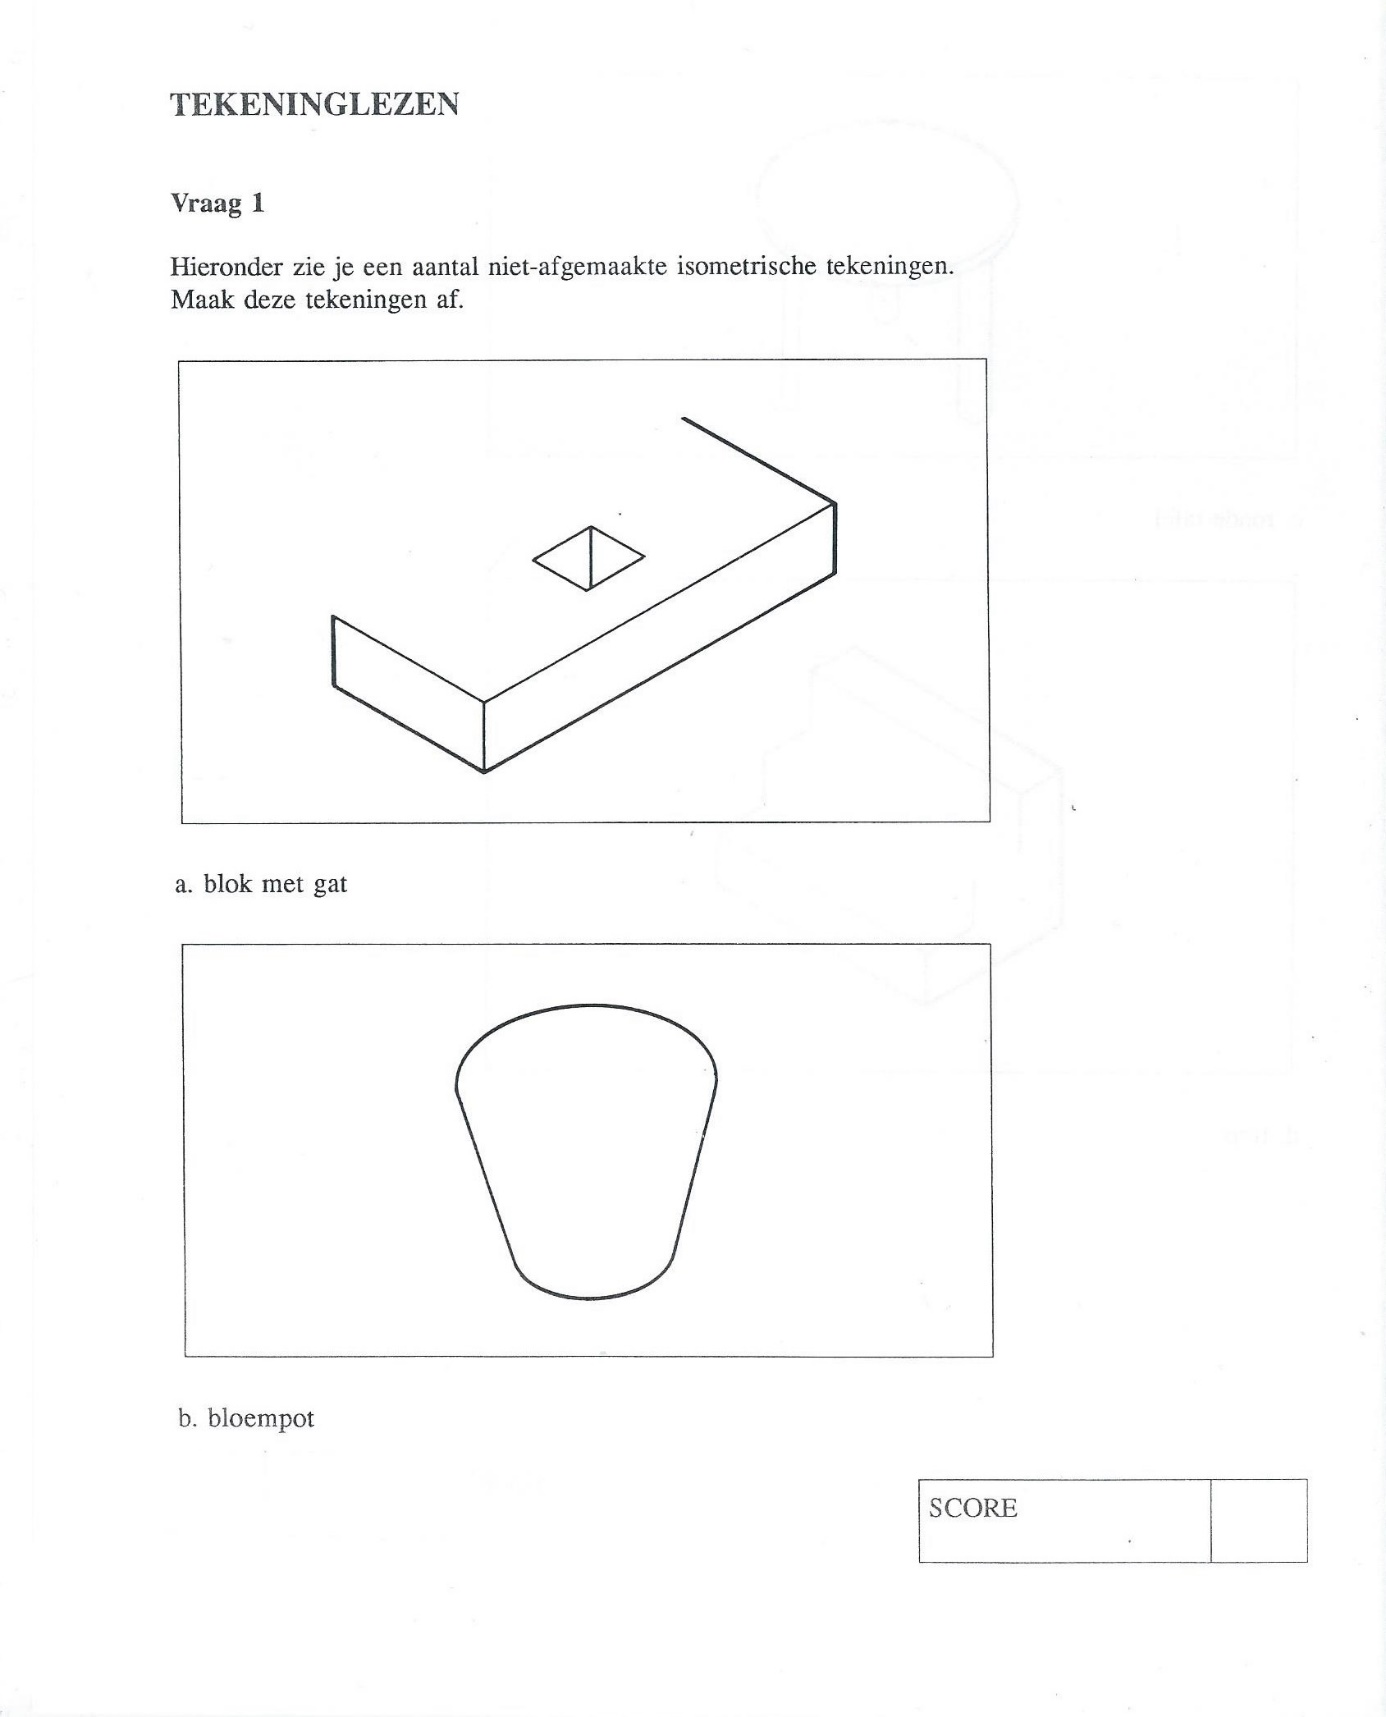 TEKENINGLEZEN
Vraag 1
Hieronder zie je een aantal niet-afgemaakte isometrische tekeningen.
Maak deze tekeningen af.
a. blok met gat
b. bloempot
SCORE